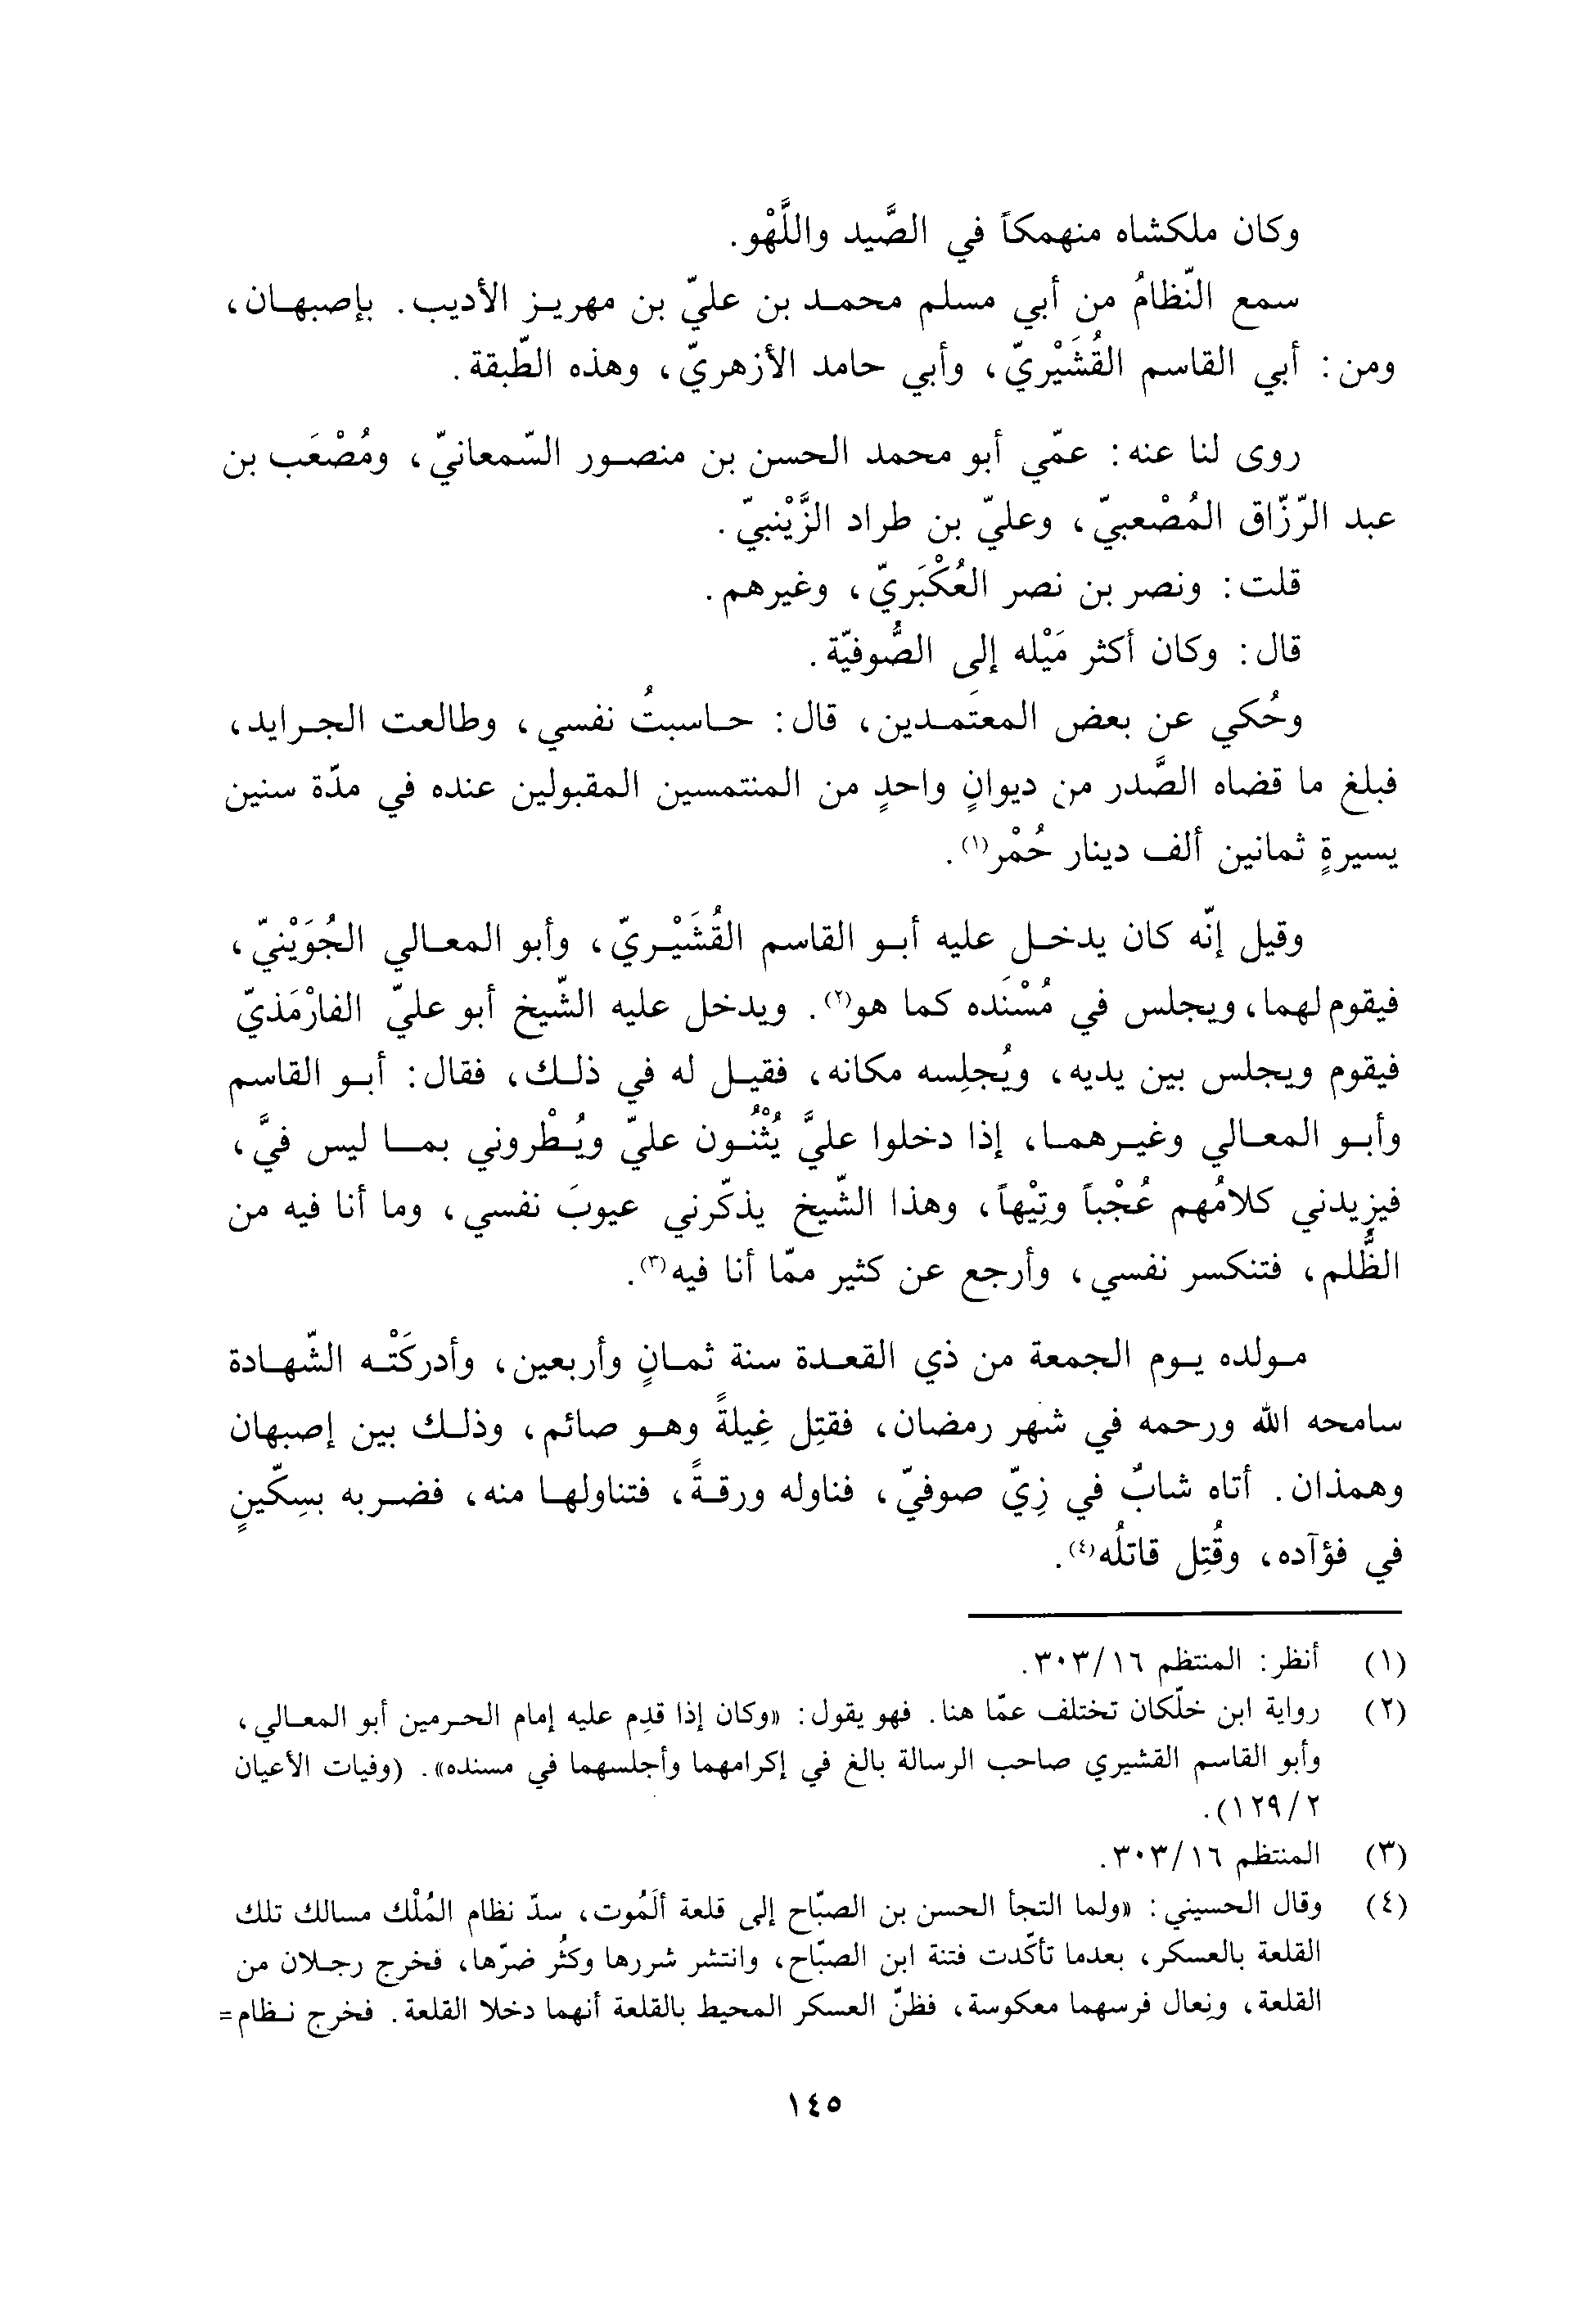 وكان ملكشاه منهمكاً في الصَّيد واللَّهْو.
سمع النّظامُ من أبي مسلم محمد بن عليّ بن مهريز الأديب. بإصبهان،
ومن: أبي القاسم القُشَيْريّ، وأبي حامد الأزهريّ، وهذه الطّبقة.
روى لنا عنه: عمّي أبو محمد الحسن بن منصور السّمعانيّ، ومُصْعَب بن
عبد الرّزّاق المُصْعبيّ، وعليّ بن طراد الزَّيْنبيّ.
قلت: ونصر بن نصر العُكْبَريّ، وغيرهم.
قال: وكان أكثر مَيْله إلى الصُّوفيّة.
وحُكي عن بعض المعتمَدين، قال: حاسبتُ نفسي، وطالعت الجرايد،
فبلغ ما قضاه الصَّدر من ديوانٍ واحدٍ من المنتمسين المقبولين عنده في مدّة سنين
يسيرةٍ ثمانين ألف دينار حُمْر(١).
وقيل إنّه كان يدخل عليه أبو القاسم القُشَيْريّ، وأبو المعالي الجُوَيْنيّ،
فيقوم لهما، ويجلس في مُسْنَده كما هو(٢). ويدخل عليه الشّيخ أبو عليّ الفارْمَذيّ
فيقوم ويجلس بين يديه، ويُجلِسه مكانه، فقيل له في ذلك، فقال: أبو القاسم
وأبو المعالي وغيرهما، إذا دخلوا عليَّ يُثْنُون عليّ ويُطْروني بما ليس فيَّ،
فيزيدني كلامُهم عُجْباً وتِيْهاً، وهذا الشّيخ يذكّرني عيوبَ نفسي، وما أنا فيه من
الظُّلم، فتنكسر نفسي، وأرجع عن كثير ممّا أنا فيه(٣).
مولده يوم الجمعة من ذي القعدة سنة ثمانٍ وأربعين، وأدركَتْه الشّهادة
سامحه الله ورحمه في شهر رمضان، فقتِل غِيلةً وهو صائم، وذلك بين إصبهان
وهمذان. أتاه شابٌ في زِيّ صوفيّ، فناوله ورقةً، فتناولها منه، فضربه بسِكّينٍ
في فؤآده، وقُتِل قاتلُه(٤).
(١) أنظر: المنتظم ٣٠٣/١٦.
(٢) رواية ابن خلّكان تختلف عمّا هنا. فهو يقول: «وكان إذا قدِم عليه إمام الحرمين أبو المعالي،
وأبو القاسم القشيري صاحب الرسالة بالغ في إكرامهما وأجلسهما في مسنده». (وفيات الأعيان
١٢٩/٢).
(٣) المنتظم ٣٠٣/١٦.
(٤) وقال الحسيني: «ولما التجأ الحسن بن الصبّاح إلى قلعة ألَمُوت، سدّ نظام المُلْك مسالك تلك
القلعة بالعسكر، بعدما تأكّدت فتنة ابن الصبّاح، وانتشر شررها وكثُر ضرّها، فخرج رجلان من
القلعة، ونِعال فرسهما معكوسة، فظنّ العسكر المحيط بالقلعة أنهما دخلا القلعة. فخرج نظام=
١٤٥